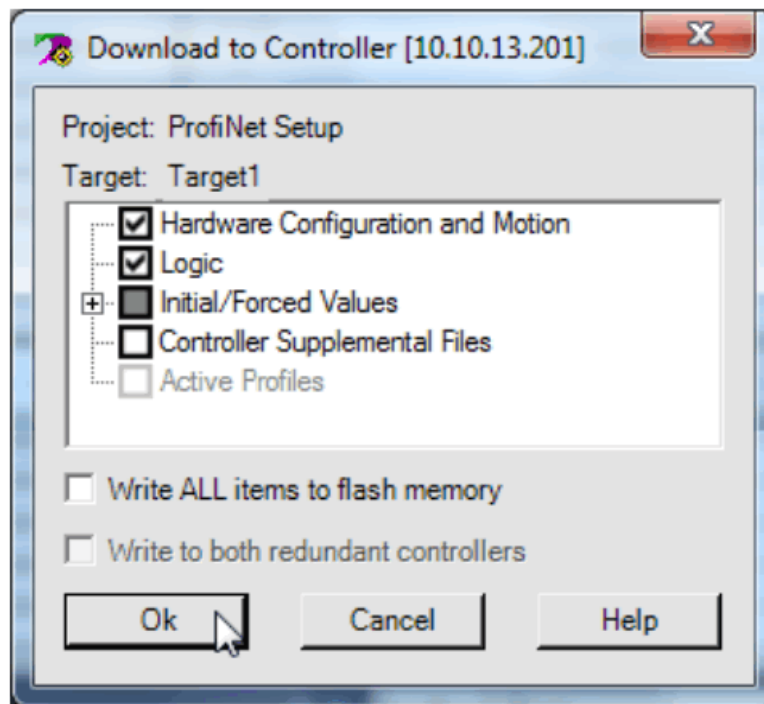 Download to Controller [10.10.13.201]
Project: ProfiNet Setup
Target: Target1
Hardware Configuration and Motion
Logic
Initial/Forced Values
Controller Supplemental Files
Active Profiles
Write ALL items to flash memory
Write to both redundant controllers
Ok Cancel Help